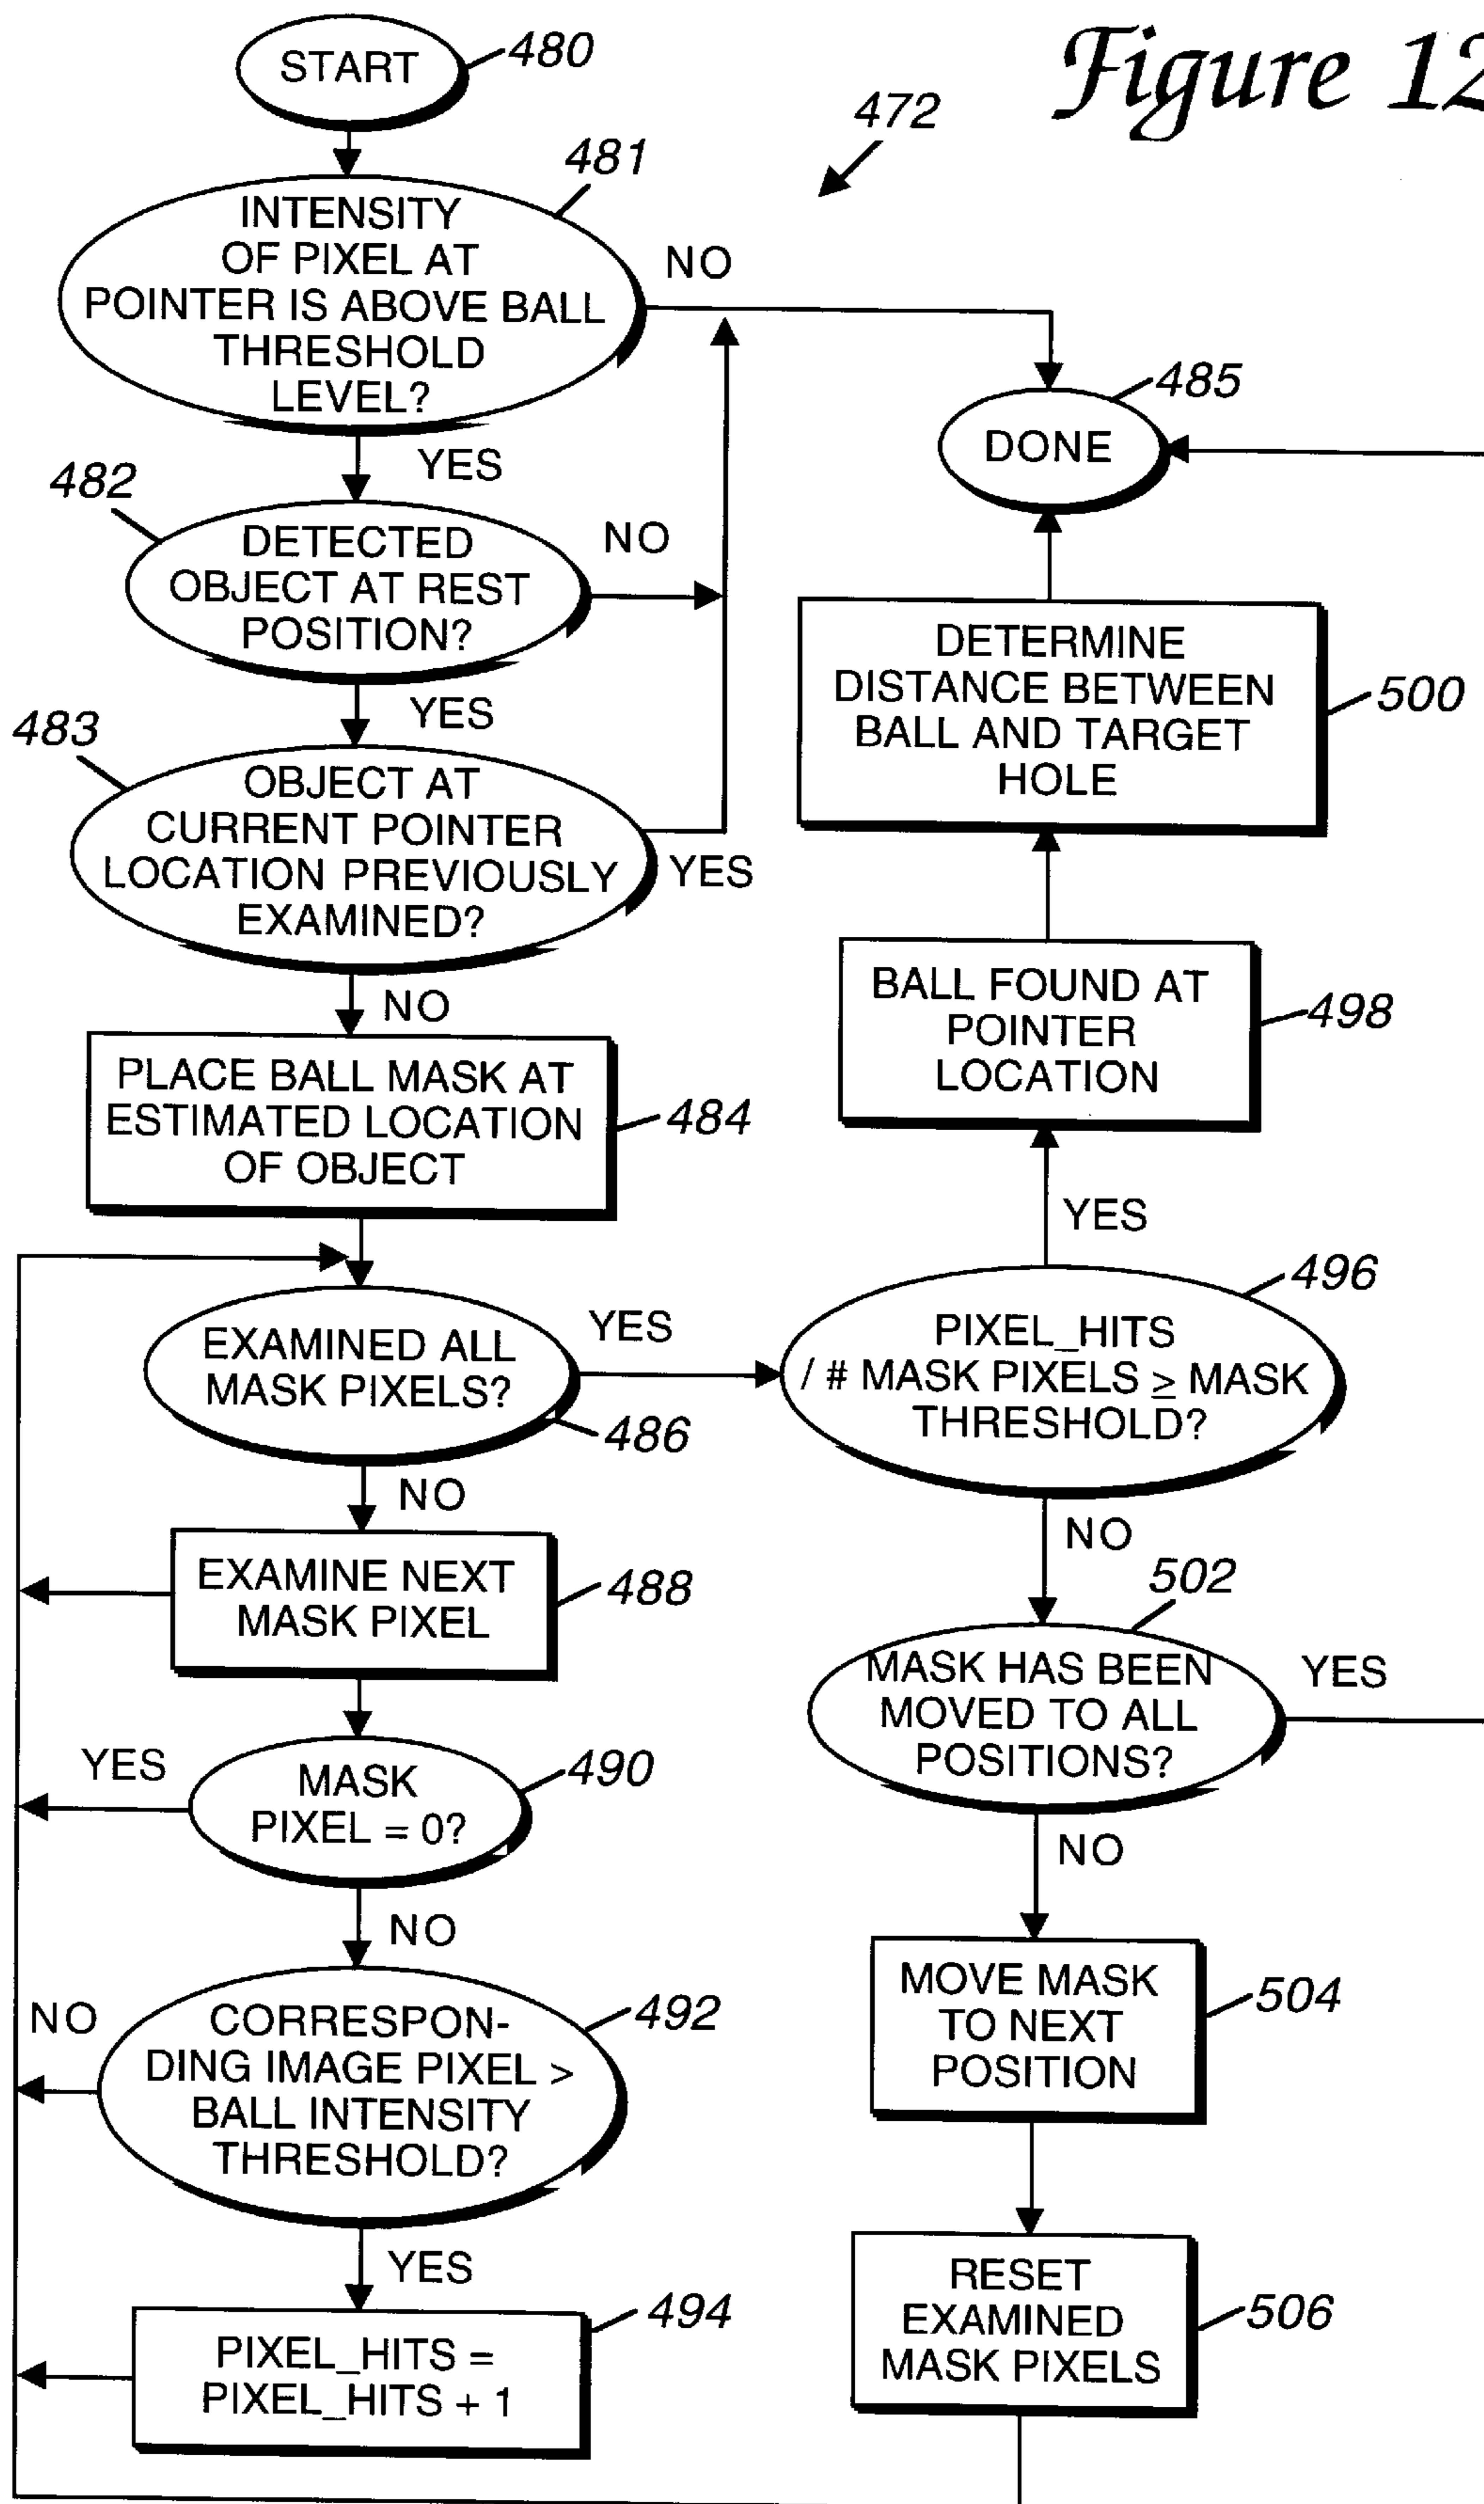 Figure 12
START
480
472
481
INTENSITY
OF PIXEL AT
POINTER IS ABOVE BALL
THRESHOLD
LEVEL?
NO
YES
482
DETECTED
OBJECT AT REST
POSITION?
NO
YES
483
OBJECT AT
CURRENT POINTER
LOCATION PREVIOUSLY
EXAMINED?
YES
NO
PLACE BALL MASK AT
ESTIMATED LOCATION
OF OBJECT
484
EXAMINED ALL
MASK PIXELS?
YES
486
NO
EXAMINE NEXT
MASK PIXEL
488
YES
MASK
PIXEL = 0?
490
NO
NO
CORRESPON-
DING IMAGE PIXEL >
BALL INTENSITY
THRESHOLD?
492
YES
494
PIXEL_HITS =
PIXEL_HITS + 1
485
DONE
DETERMINE
DISTANCE BETWEEN
BALL AND TARGET
HOLE
500
BALL FOUND AT
POINTER
LOCATION
498
YES
496
PIXEL_HITS
/ # MASK PIXELS ≥ MASK
THRESHOLD?
NO
502
MASK HAS BEEN
MOVED TO ALL
POSITIONS?
YES
NO
MOVE MASK
TO NEXT
POSITION
504
RESET
EXAMINED
MASK PIXELS
506